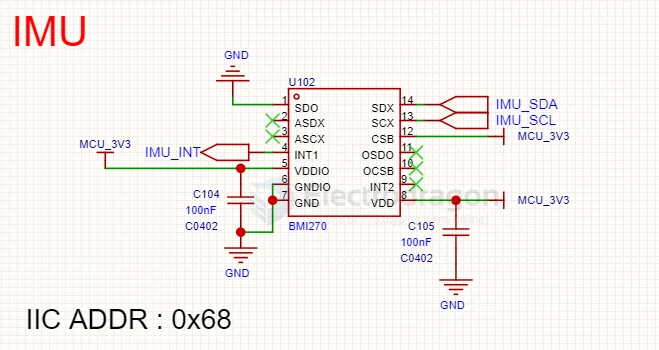 IMU
GND
U102
1 SDO SDX 14 IMU_SDA
2 ASDX SCX 13 IMU_SCL
3 ASCX CSB 12 MCU_3V3
MCU_3V3 IMU_INT 4 INT1 OSDO 11
5 VDDIO OCSB 10
6 GNDIO INT2 9
7 GND VDD 8 MCU_3V3
C104
100nF
C0402
BMI270
C105
100nF
C0402
GND
GND
IIC ADDR : 0x68